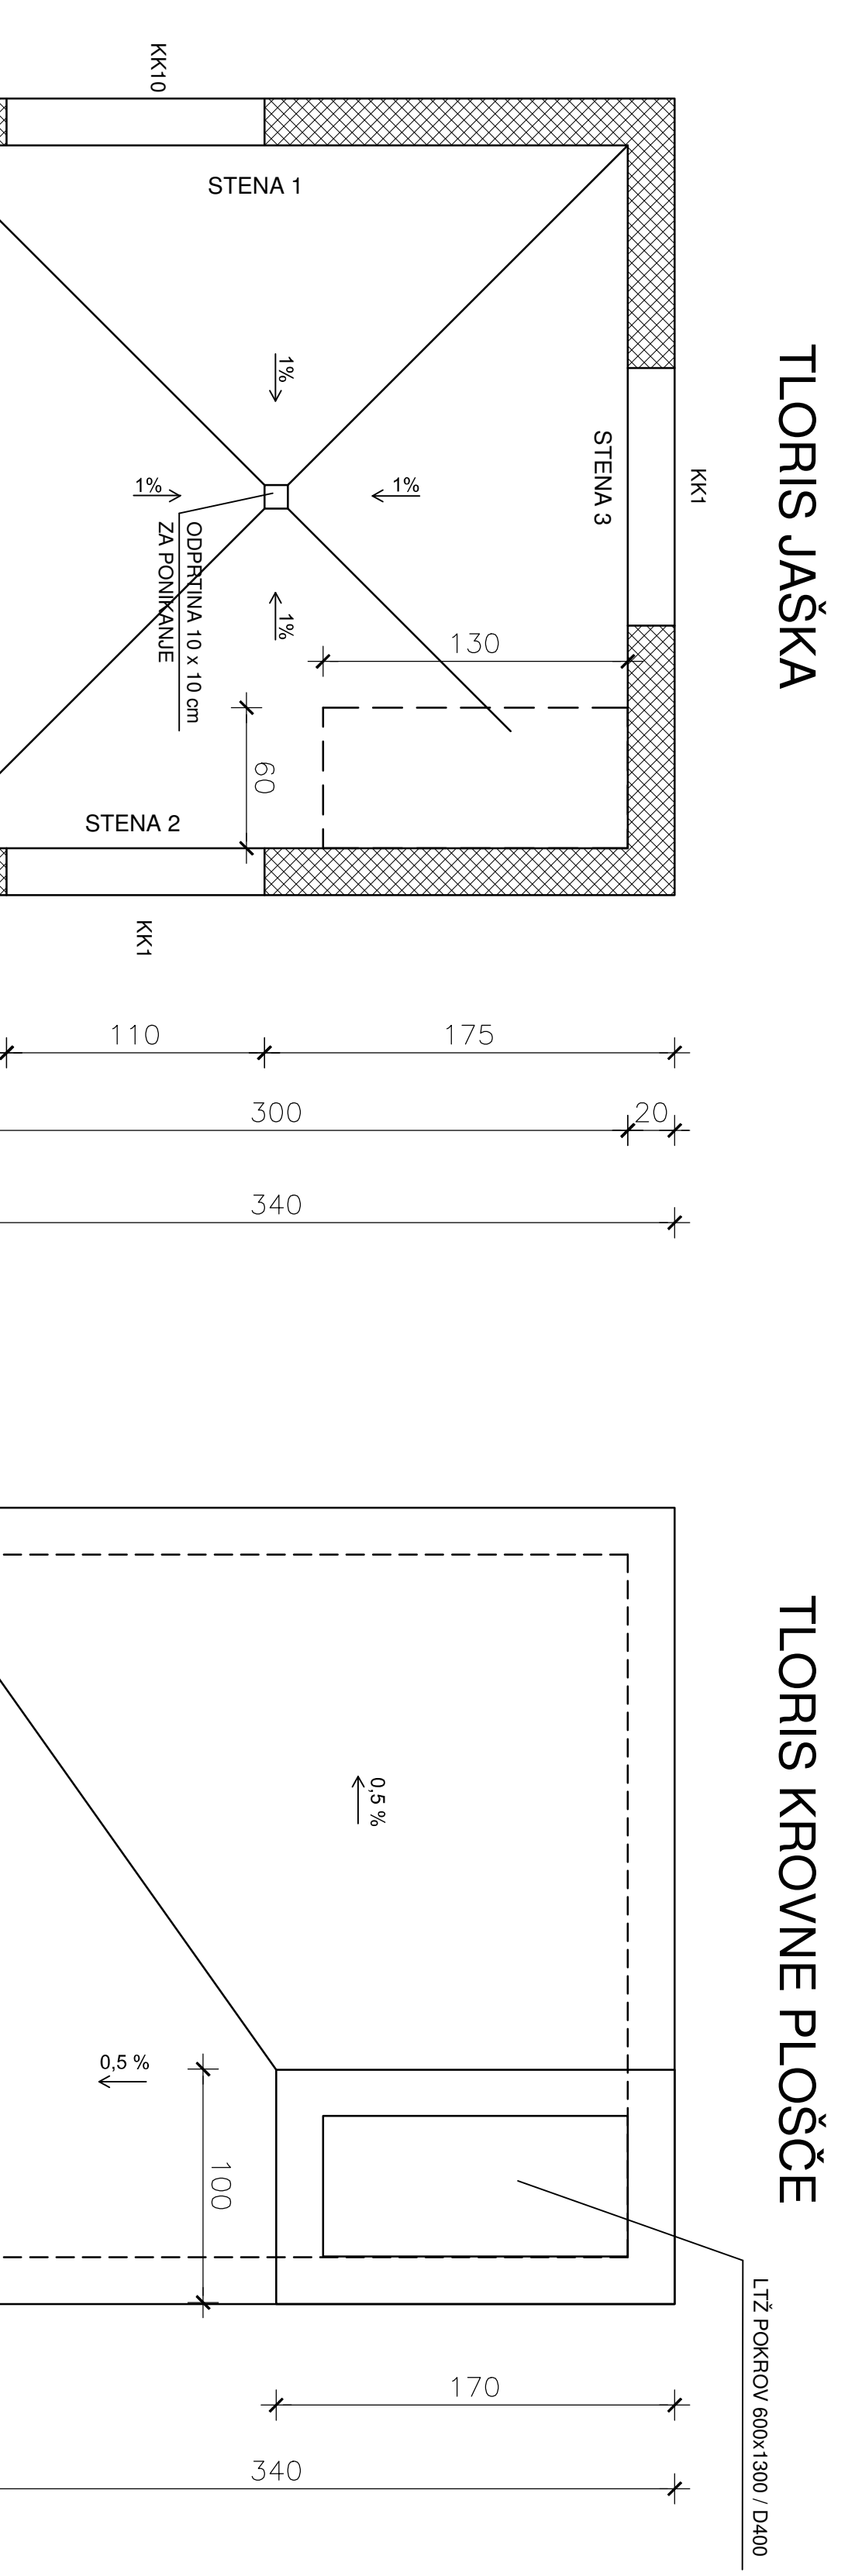 TLORIS JAŠKA
KK10
STENA 1
1%
KK1
STENA 3
1%
1%
1%
ODPRTINA 10 x 10 cm
ZA PONIKANJE
130
60
STENA 2
KK1
110
175
300
20
340
TLORIS KROVNE PLOŠČE
0,5 %
0,5 %
100
LTŽ POKROV 600x1300 / D400
170
340